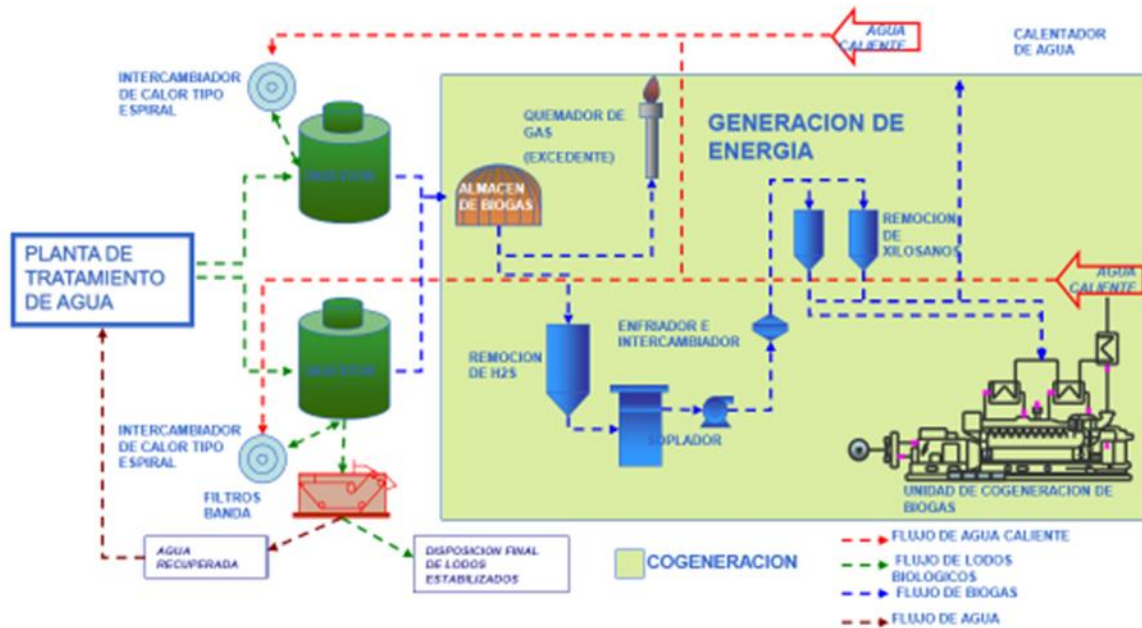 AGUA
CALIENTE
CALENTADOR
DE AGUA
INTERCAMBIADOR
DE CALOR TIPO
ESPIRAL
QUEMADOR DE
GAS
(EXCEDENTE)
GENERACION DE
ENERGIA
ALMACEN
DE BIOGAS
REMOCION
DE
XILOSANOS
PLANTA DE
TRATAMIENTO
DE AGUA
AGUA
CALIENTE
ENFRIADOR E
INTERCAMBIADOR
REMOCION
DE H2S
SOPLADOR
INTERCAMBIADOR
DE CALOR TIPO
ESPIRAL
FILTROS
BANDA
UNIDAD DE COGENERACION DE
BIOGAS
AGUA
RECUPERADA
DISPOSICION FINAL
DE LODOS
ESTABILIZADOS
COGENERACION
FLUJO DE AGUA CALIENTE
FLUJO DE LODOS
BIOLOGICOS
FLUJO DE BIOGAS
FLUJO DE AGUA